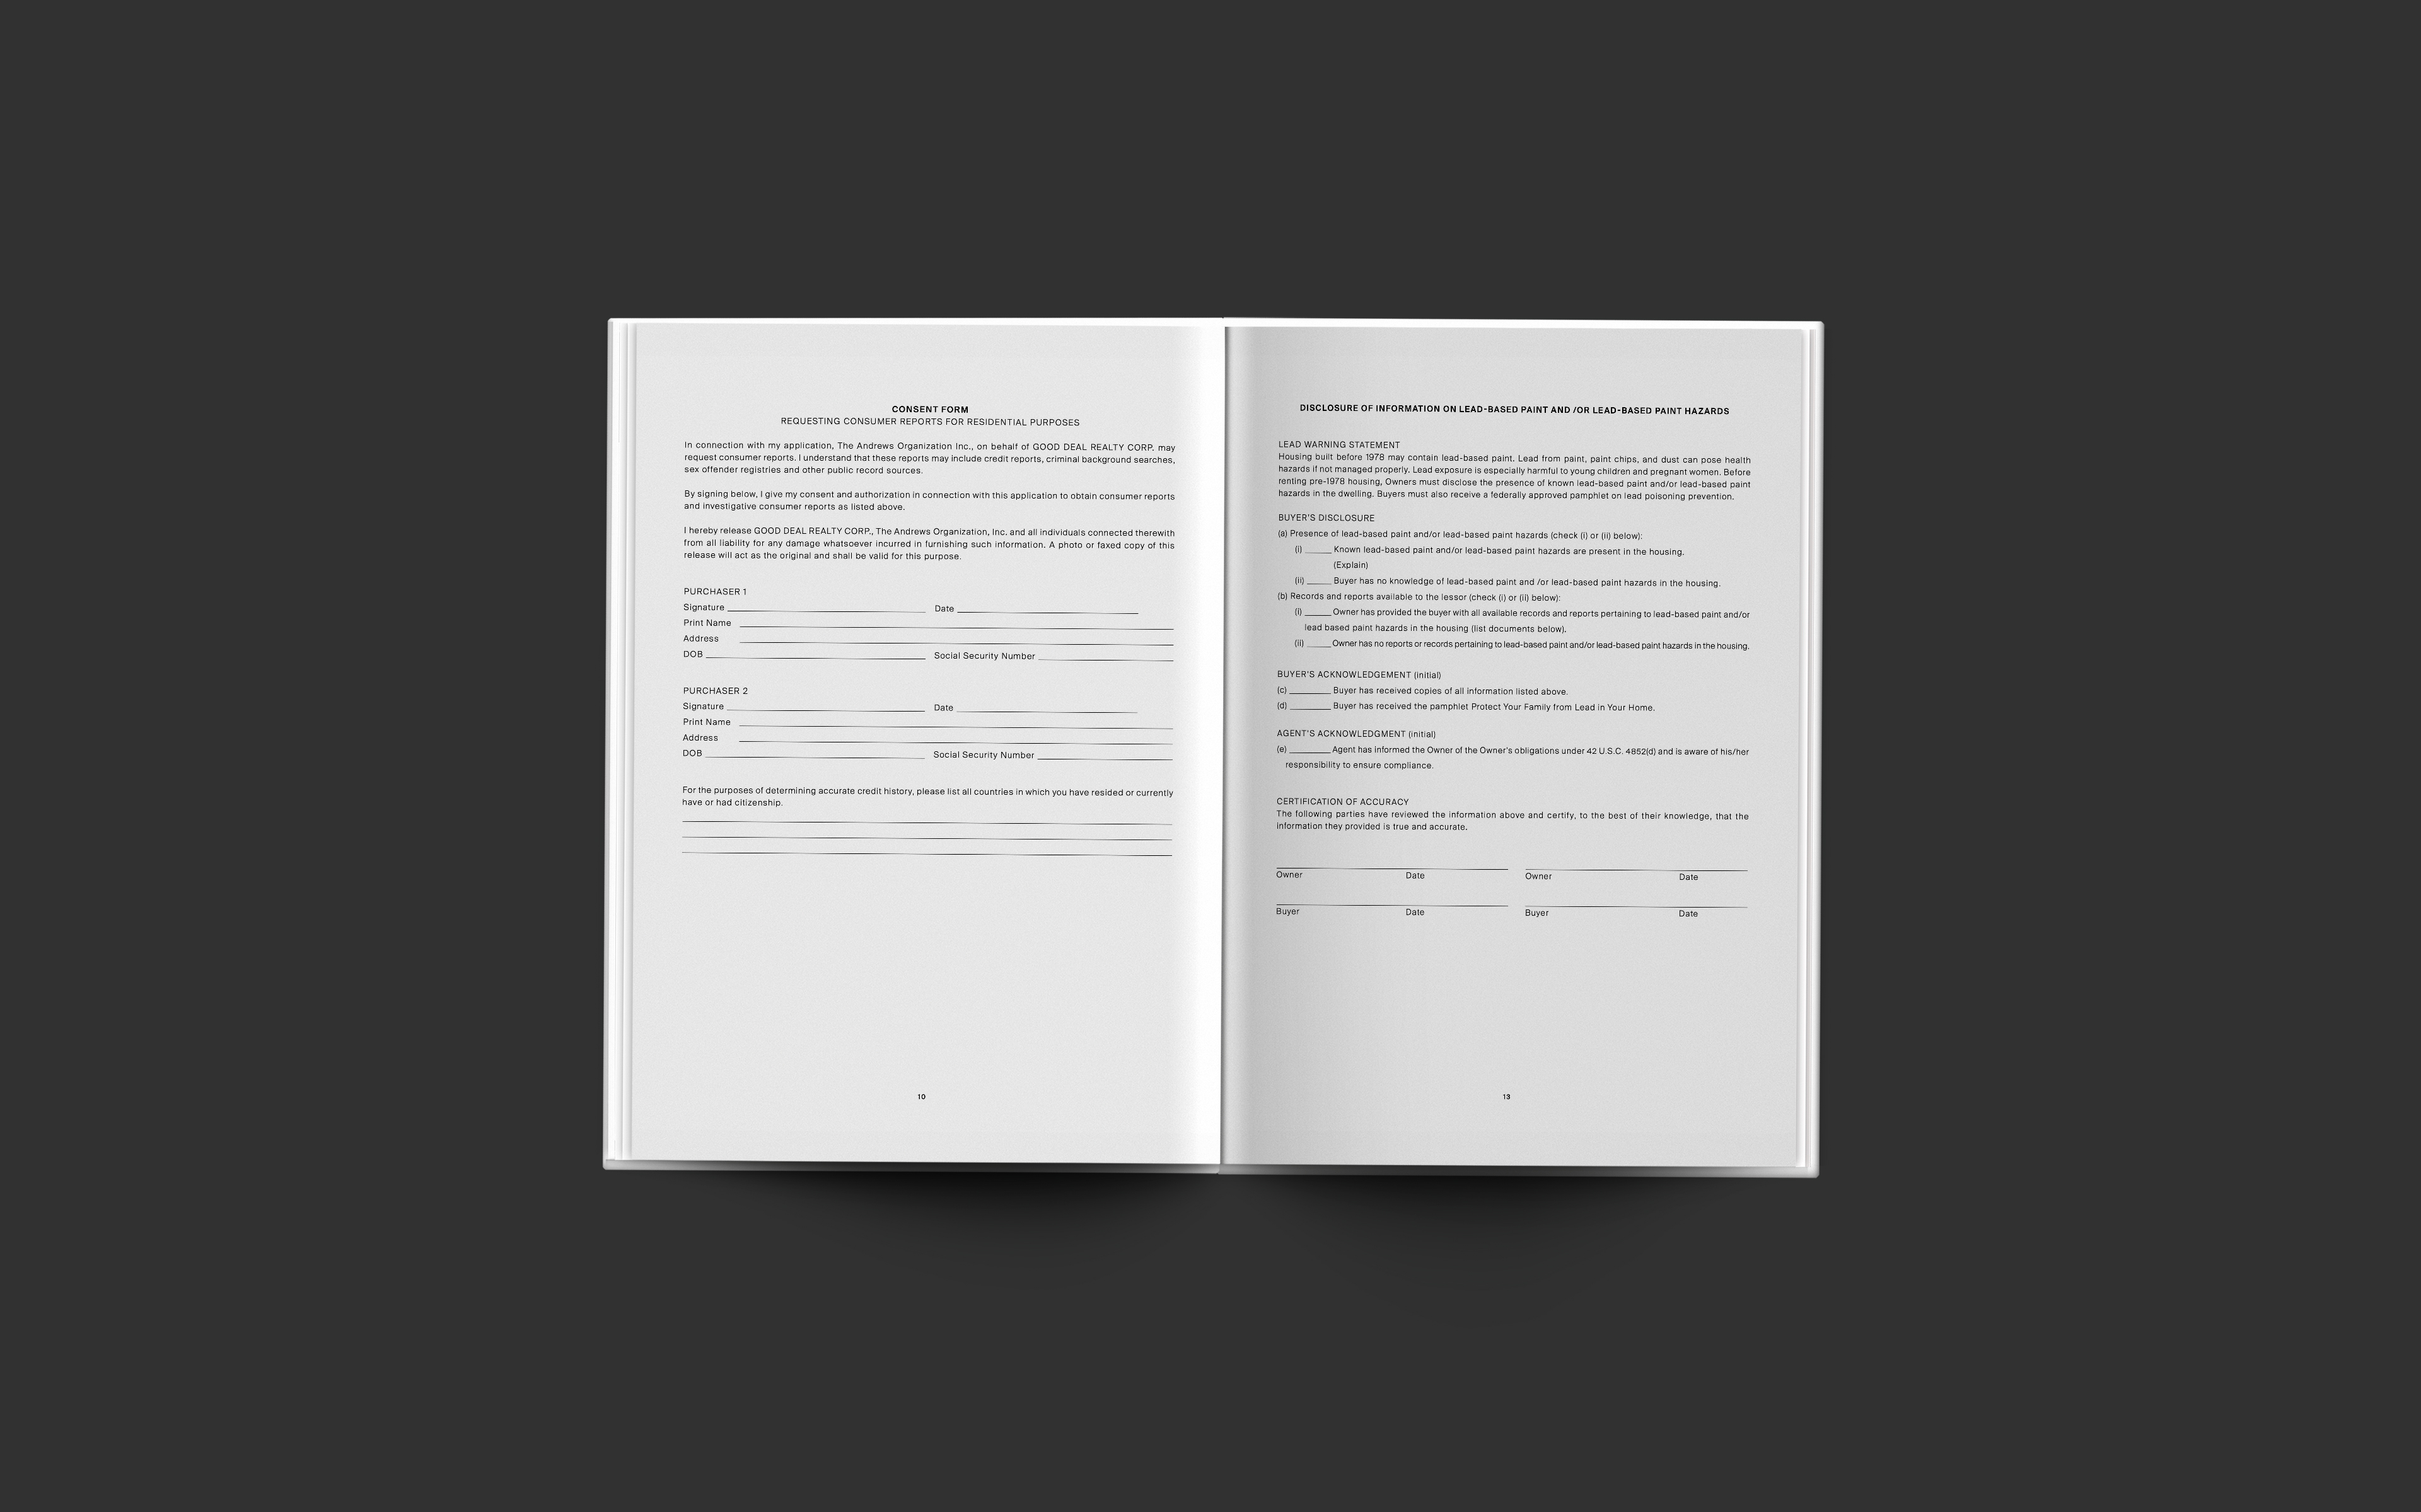 CONSENT FORM
REQUESTING CONSUMER REPORTS FOR RESIDENTIAL PURPOSES
In connection with my application, The Andrews Organization Inc., on behalf of GOOD DEAL REALTY CORP. may
request consumer reports. I understand that these reports may include credit reports, criminal background searches,
sex offender registries and other public record sources.
By signing below, I give my consent and authorization in connection with this application to obtain consumer reports
and investigative consumer reports as listed above.
I hereby release GOOD DEAL REALTY CORP., The Andrews Organization, Inc. and all individuals connected therewith
from all liability for any damage whatsoever incurred in furnishing such information. A photo or faxed copy of this
release will act as the original and shall be valid for this purpose.
PURCHASER 1
Signature Date
Print Name
Address
DOB Social Security Number
PURCHASER 2
Signature Date
Print Name
Address
DOB Social Security Number
For the purposes of determining accurate credit history, please list all countries in which you have resided or currently
have or had citizenship.
10
DISCLOSURE OF INFORMATION ON LEAD-BASED PAINT AND /OR LEAD-BASED PAINT HAZARDS
LEAD WARNING STATEMENT
Housing built before 1978 may contain lead-based paint. Lead from paint, paint chips, and dust can pose health
hazards if not managed properly. Lead exposure is especially harmful to young children and pregnant women. Before
renting pre-1978 housing, Owners must disclose the presence of known lead-based paint and/or lead-based paint
hazards in the dwelling. Buyers must also receive a federally approved pamphlet on lead poisoning prevention.
BUYER'S DISCLOSURE
(a) Presence of lead-based paint and/or lead-based paint hazards (check (i) or (ii) below):
(i) ______ Known lead-based paint and/or lead-based paint hazards are present in the housing.
(Explain)
(ii) ______ Buyer has no knowledge of lead-based paint and /or lead-based paint hazards in the housing.
(b) Records and reports available to the lessor (check (i) or (ii) below):
(i) ______ Owner has provided the buyer with all available records and reports pertaining to lead-based paint and/or
lead based paint hazards in the housing (list documents below).
(ii) ______ Owner has no reports or records pertaining to lead-based paint and/or lead-based paint hazards in the housing.
BUYER'S ACKNOWLEDGEMENT (initial)
(c) _________ Buyer has received copies of all information listed above.
(d) _________ Buyer has received the pamphlet Protect Your Family from Lead in Your Home.
AGENT'S ACKNOWLEDGMENT (initial)
(e) _________ Agent has informed the Owner of the Owner's obligations under 42 U.S.C. 4852(d) and is aware of his/her
responsibility to ensure compliance.
CERTIFICATION OF ACCURACY
The following parties have reviewed the information above and certify, to the best of their knowledge, that the
information they provided is true and accurate.
Owner Date Owner Date
Buyer Date Buyer Date
13